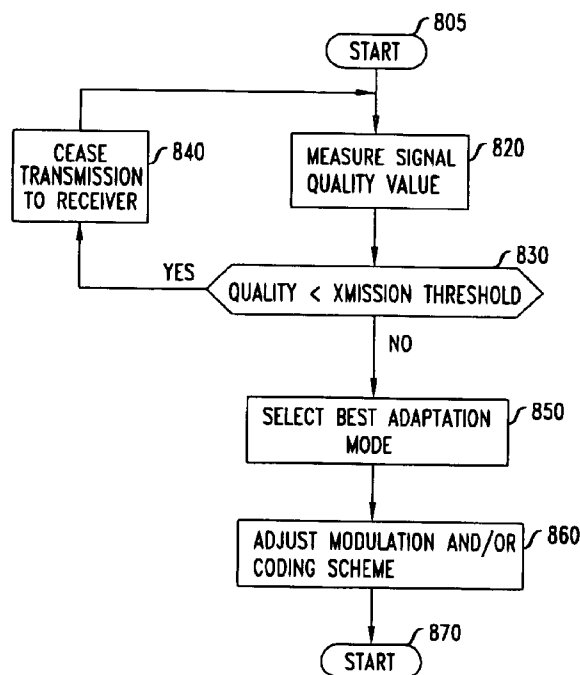 805
START
CEASE
TRANSMISSION
TO RECEIVER
840
MEASURE SIGNAL
QUALITY VALUE
820
830
YES
QUALITY < XMISSION THRESHOLD
NO
SELECT BEST ADAPTATION
MODE
850
ADJUST MODULATION AND/OR
CODING SCHEME
860
870
START